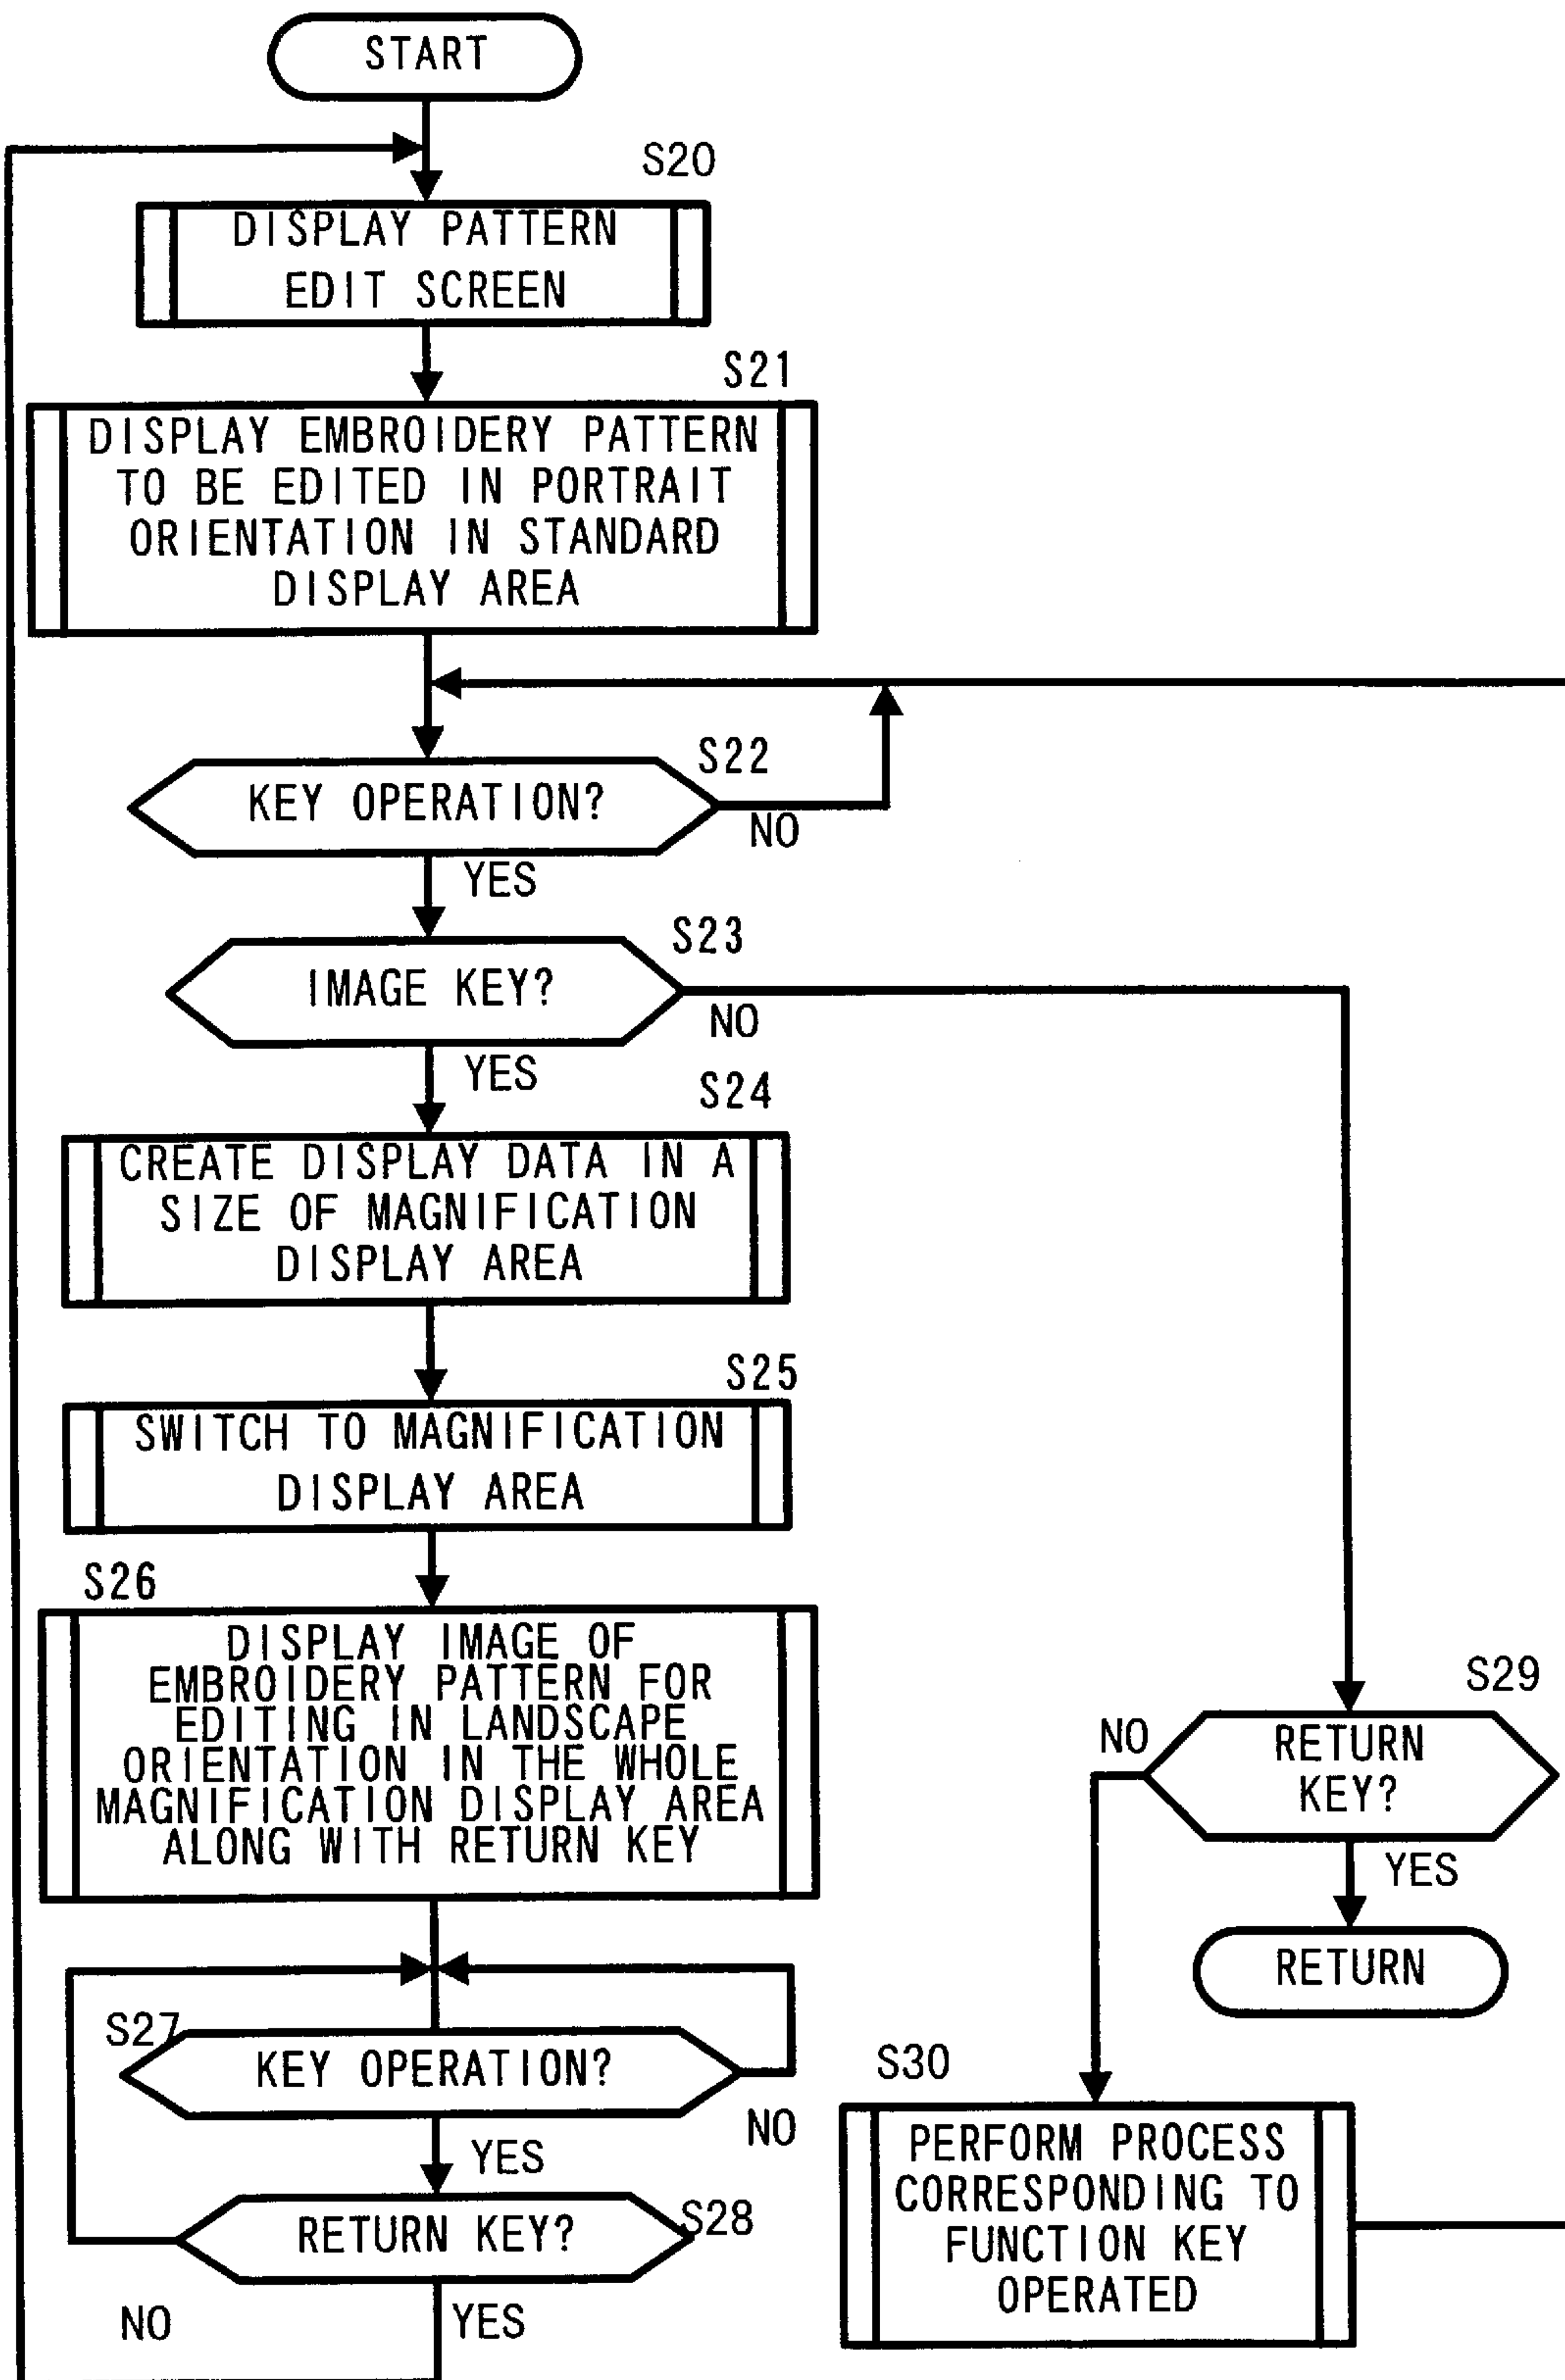 START
S20
DISPLAY PATTERN
EDIT SCREEN
S21
DISPLAY EMBROIDERY PATTERN
TO BE EDITED IN PORTRAIT
ORIENTATION IN STANDARD
DISPLAY AREA
S22
KEY OPERATION?
NO
YES
S23
IMAGE KEY?
NO
YES
S24
CREATE DISPLAY DATA IN A
SIZE OF MAGNIFICATION
DISPLAY AREA
S25
SWITCH TO MAGNIFICATION
DISPLAY AREA
S26
DISPLAY IMAGE OF
EMBROIDERY PATTERN FOR
EDITING IN LANDSCAPE
ORIENTATION IN THE WHOLE
MAGNIFICATION DISPLAY AREA
ALONG WITH RETURN KEY
S27
KEY OPERATION?
NO
YES
S28
RETURN KEY?
NO
YES
S29
NO
RETURN
KEY?
YES
RETURN
S30
PERFORM PROCESS
CORRESPONDING TO
FUNCTION KEY
OPERATED